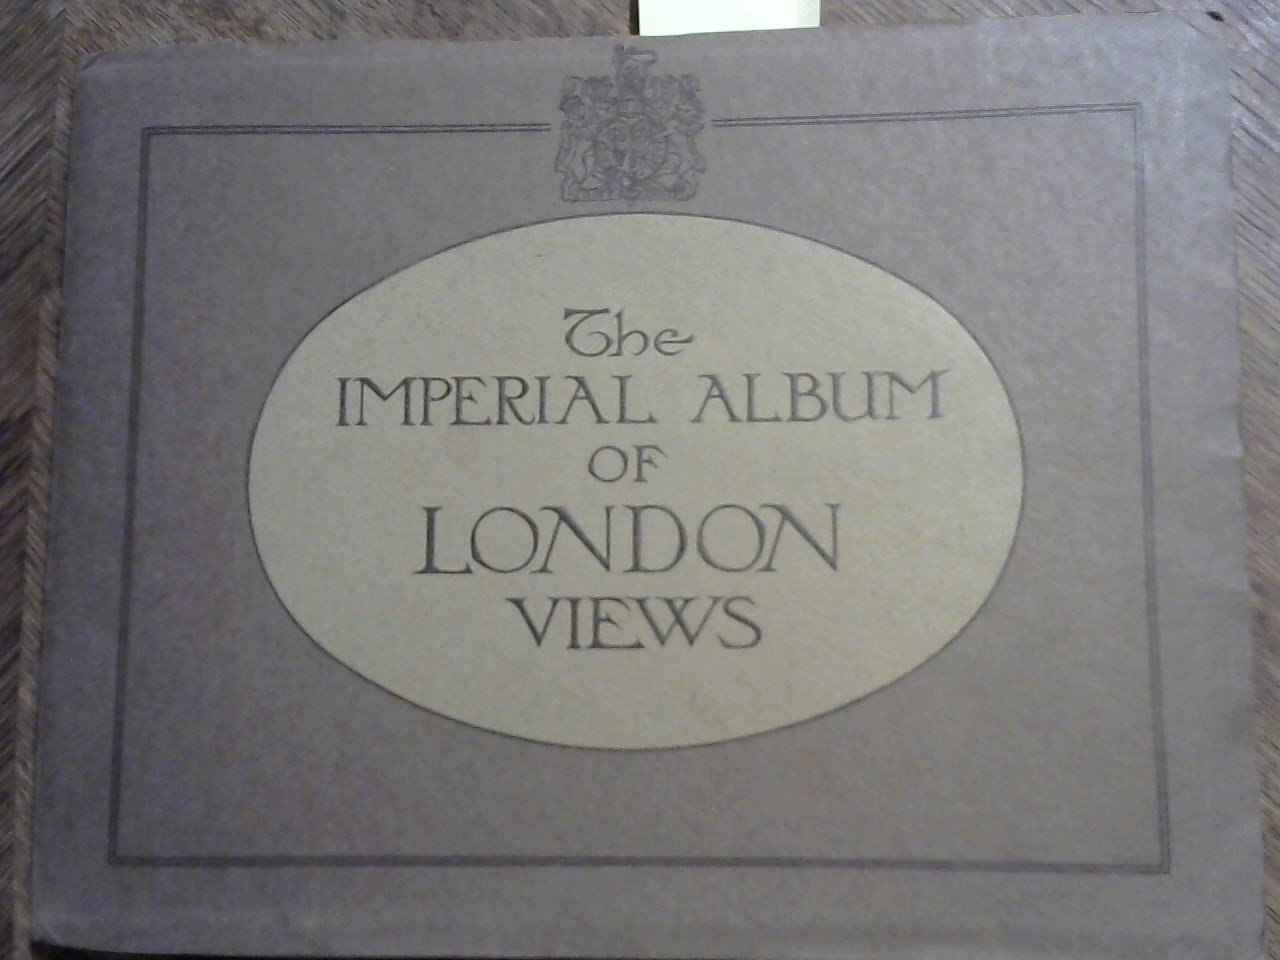 The
IMPERIAL ALBUM
OF
LONDON
VIEWS